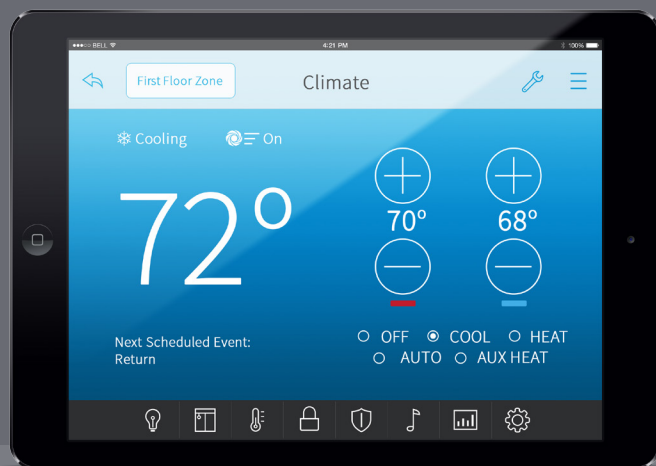 BELL
4:21 PM
100%
First Floor Zone
Climate
Cooling
On
72°
70°
68°
Next Scheduled Event:
Return
OFF
COOL
HEAT
AUTO
AUX HEAT